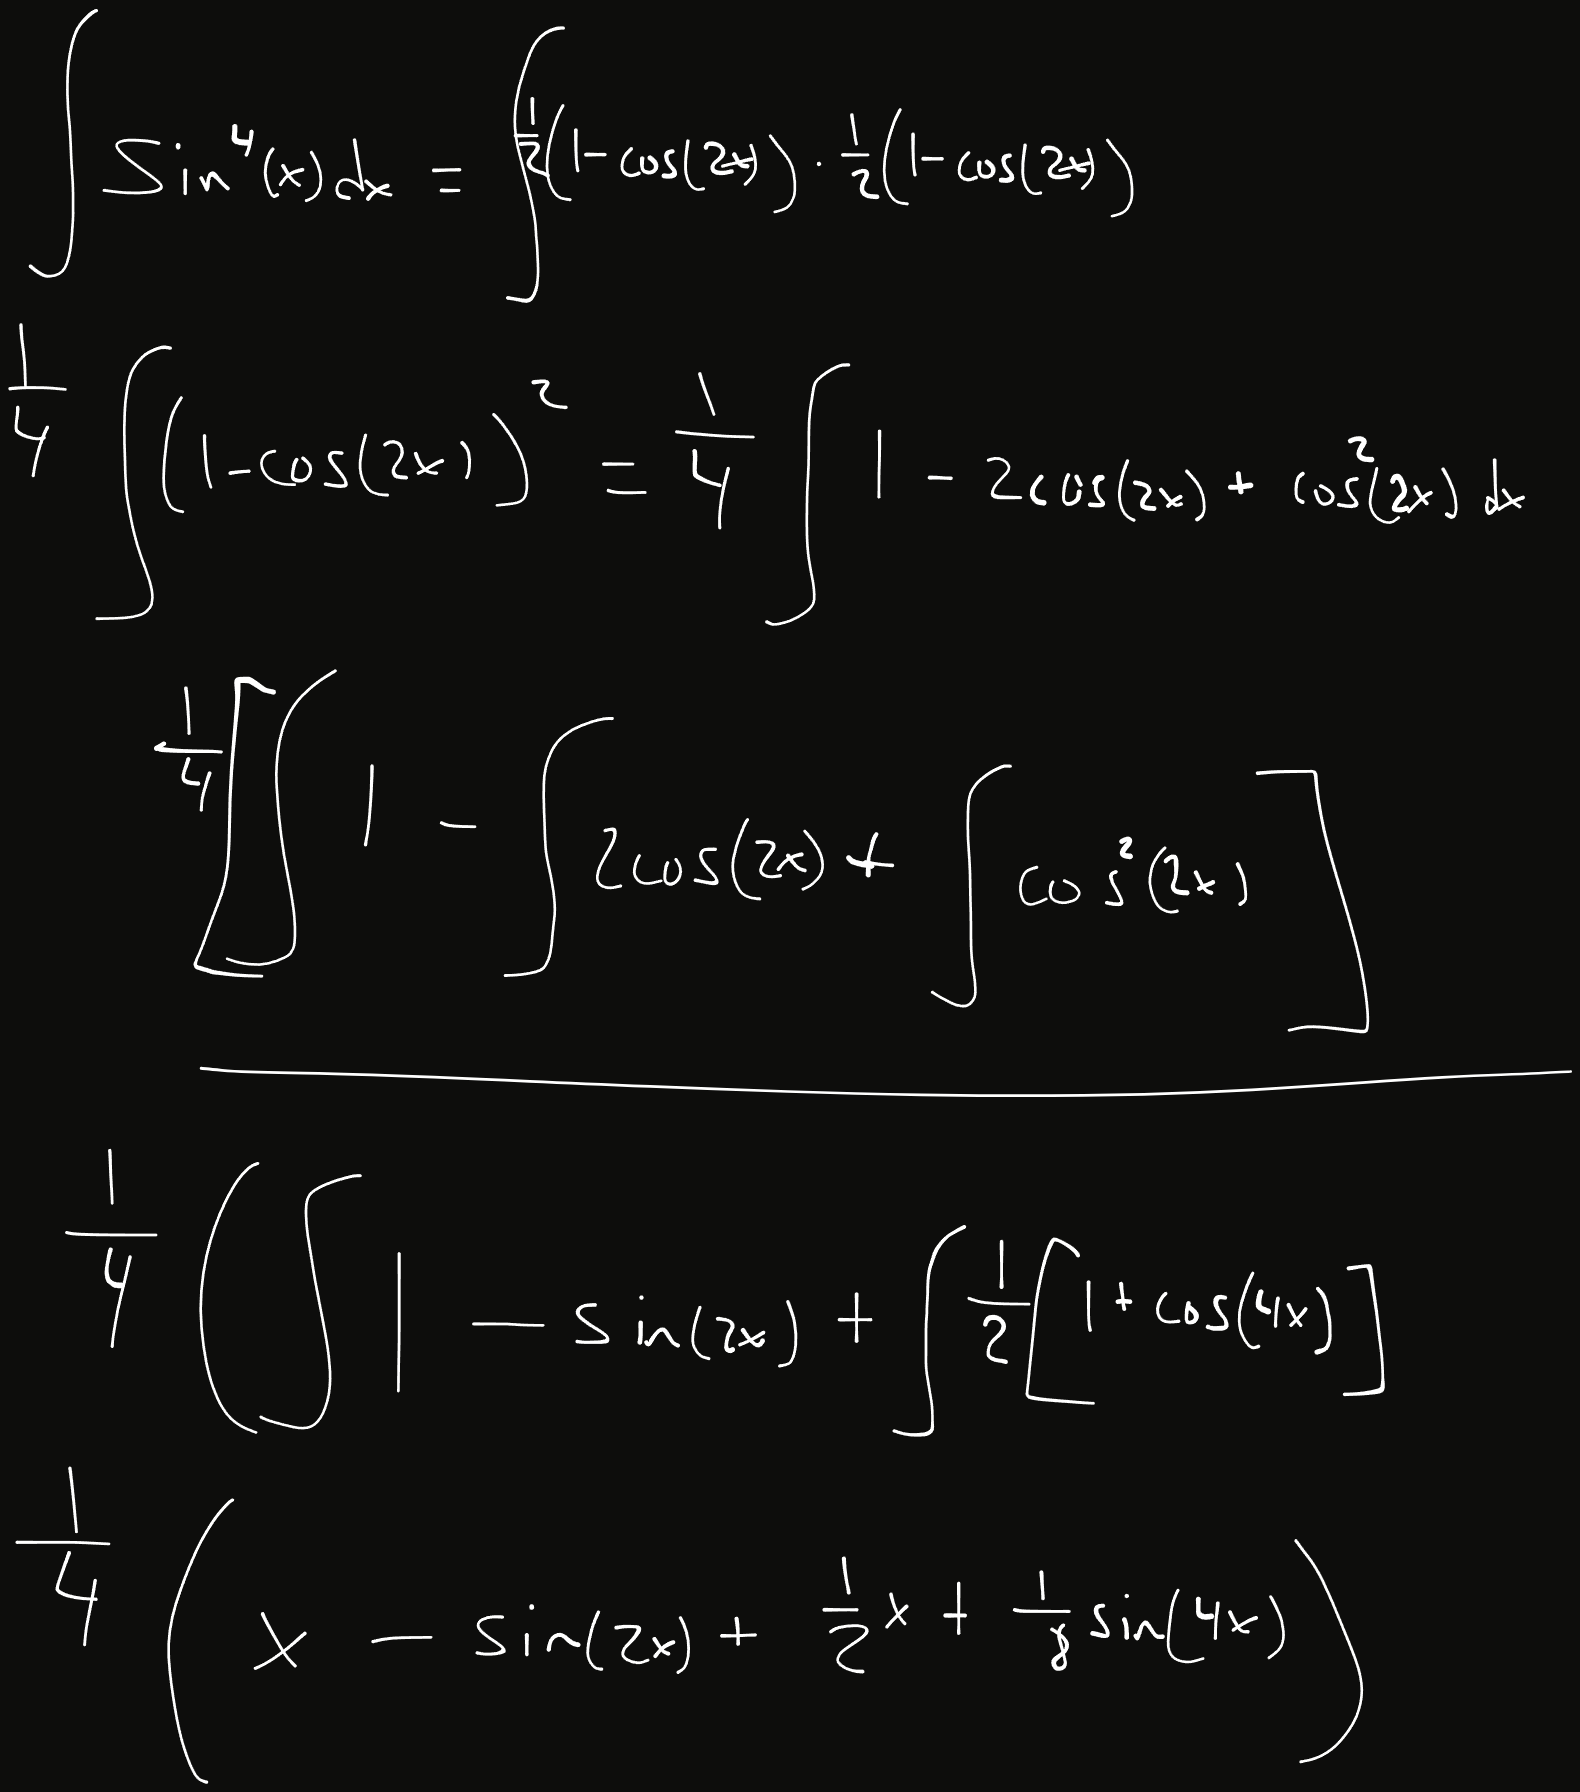 ∫ Sin⁴(x) dx = ∫ 1/2 (1-cos(2x)) · 1/2 (1-cos(2x))
1/4 ∫ (1-cos(2x))² = 1/4 ∫ 1 - 2cos(2x) + cos²(2x) dx
1/4 [∫ 1 - ∫ 2cos(2x) + ∫ cos²(2x)]
1/4 (∫ 1 - sin(2x) + ∫ 1/2 [1 + cos(4x)]
1/4 (x - sin(2x) + 1/2 x + 1/8 sin(4x))